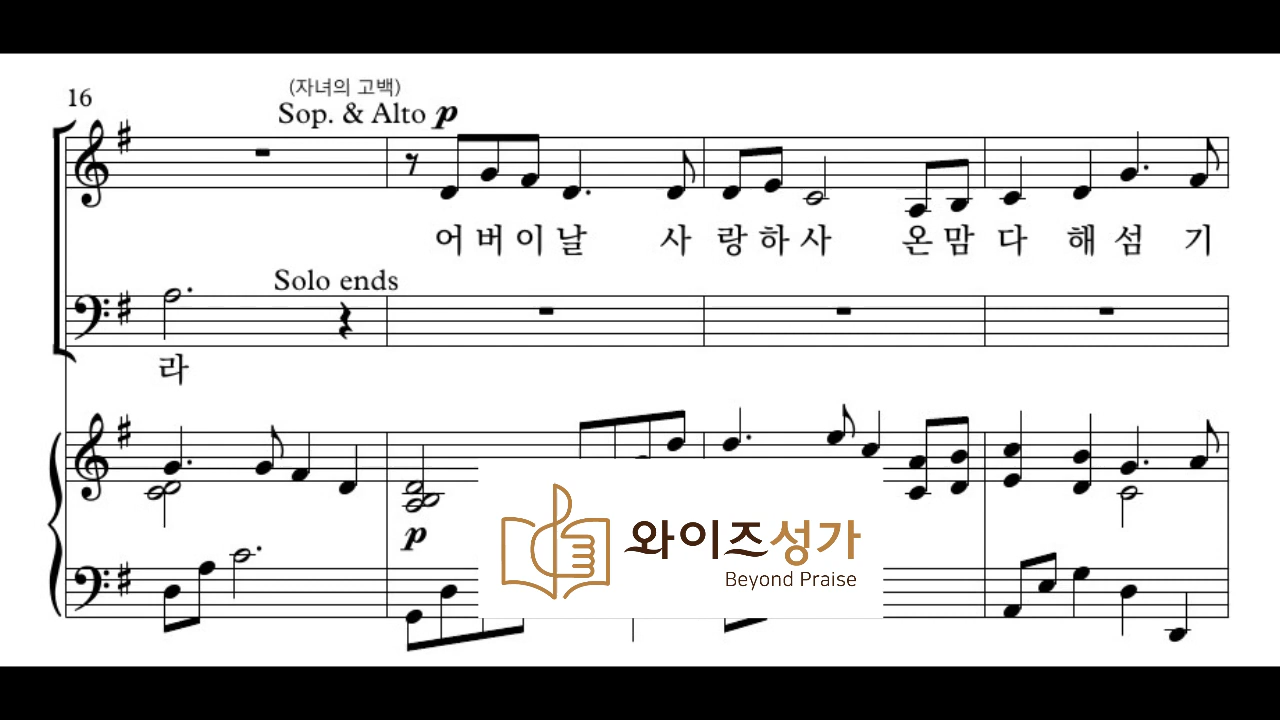 (자녀의 고백)
16
Sop. & Alto p
어 버 이 날 사 랑 하 사 온 맘 다 해 섬 기
Solo ends
라
p
와이즈성가
Beyond Praise